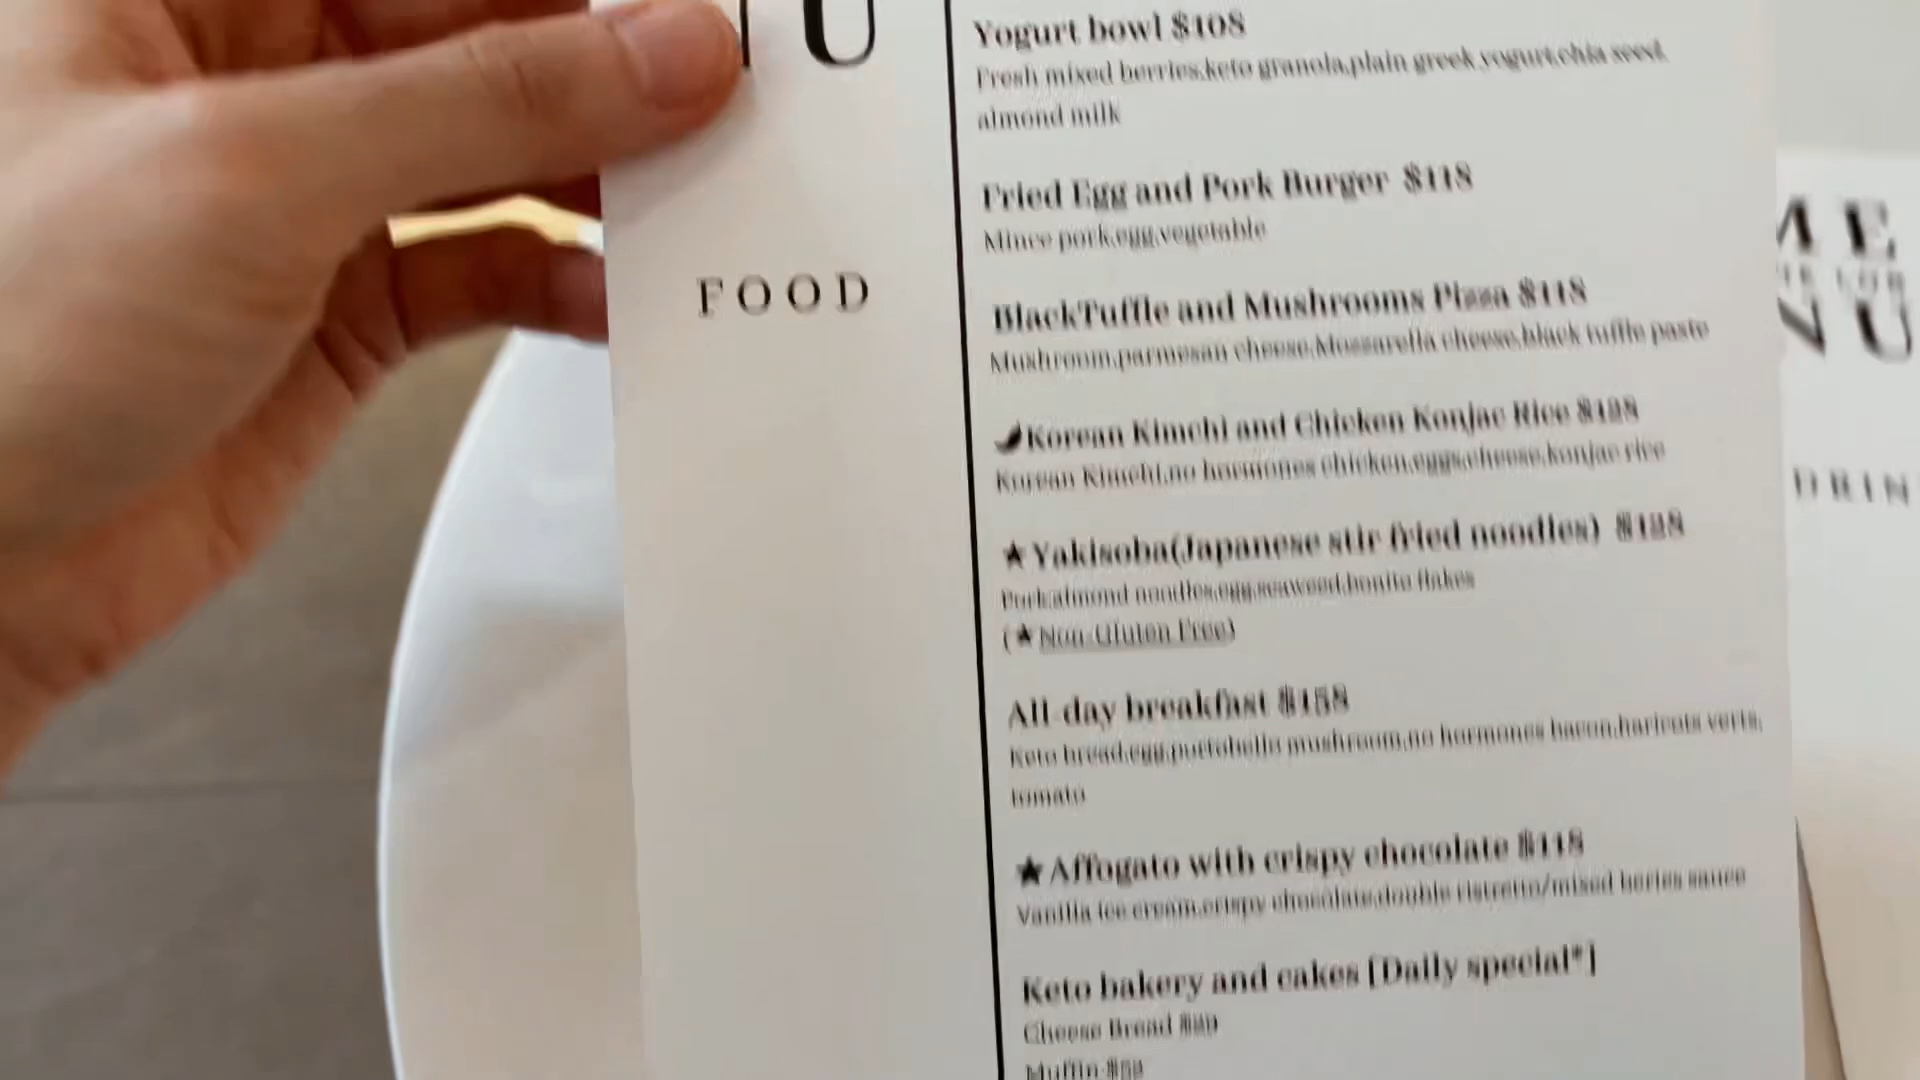 U
FOOD
Yogurt bowl $108
Fresh mixed berries,keto granola,plain greek yogurt,chia seed,
almond milk
Fried Egg and Pork Burger $118
Mince pork,egg,vegetable
BlackTuffle and Mushrooms Pizza $118
Mushroom,parmesan cheese,Mozzarella cheese,black tuffle paste
Korean Kimchi and Chicken Konjac Rice $128
Korean Kimchi,no hormones chicken,eggs,cheese,konjac rice
★Yakisoba(Japanese stir fried noodles) $128
Pork,almond noodles,egg,seaweed,bonito flakes
(★Non-Gluten Free)
All-day breakfast $158
Keto bread,egg,portobello mushroom,no hormones bacon,haricots verts,
tomato
★Affogato with crispy chocolate $118
Vanilla ice cream,crispy chocolate,double ristretto/mixed beries sauce
Keto bakery and cakes [Daily special*]
Cheese Bread
Muffin
ME
NU
DRIN